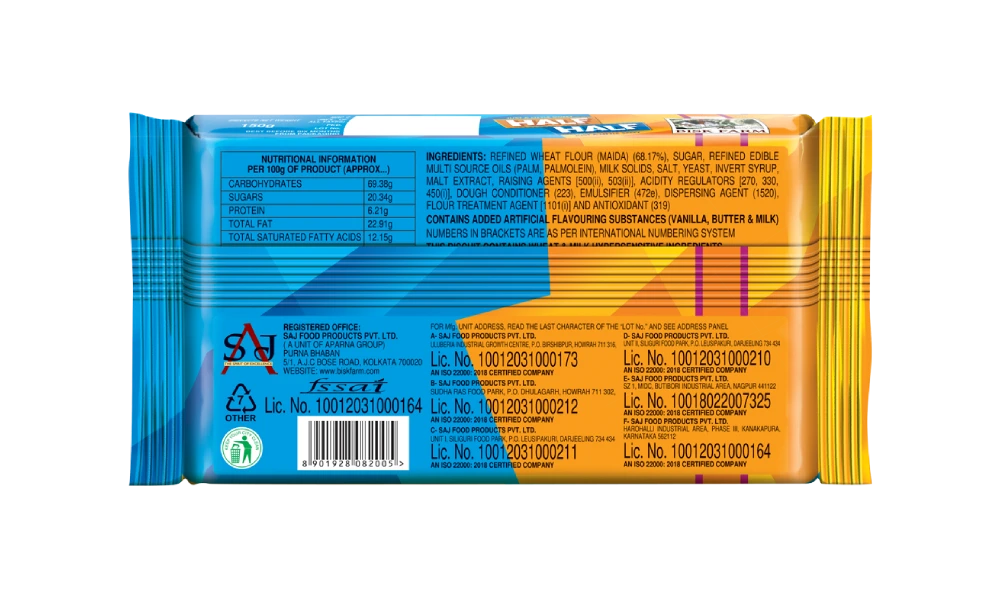 150g
LOT NO.
HALF
HALF
BISK FARM
NUTRITIONAL INFORMATION
PER 100g OF PRODUCT (APPROX...)
CARBOHYDRATES 69.38g
SUGARS 20.34g
PROTEIN 6.21g
TOTAL FAT 22.91g
TOTAL SATURATED FATTY ACIDS 12.15g
INGREDIENTS: REFINED WHEAT FLOUR (MAIDA) (68.17%), SUGAR, REFINED EDIBLE
MULTI SOURCE OILS (PALM, PALMOLEIN), MILK SOLIDS, SALT, YEAST, INVERT SYRUP,
MALT EXTRACT, RAISING AGENTS [500(ii), 503(ii)], ACIDITY REGULATORS [270, 330,
450(i)], DOUGH CONDITIONER (223), EMULSIFIER (472e), DISPERSING AGENT (1520),
FLOUR TREATMENT AGENT [1101(i)] AND ANTIOXIDANT (319)
CONTAINS ADDED ARTIFICIAL FLAVOURING SUBSTANCES (VANILLA, BUTTER & MILK)
NUMBERS IN BRACKETS ARE AS PER INTERNATIONAL NUMBERING SYSTEM
THIS BISCUIT CONTAINS WHEAT & MILK HYPERSENSITIVE INGREDIENTS
SAJ
REGISTERED OFFICE:
SAJ FOOD PRODUCTS PVT. LTD.
( A UNIT OF APARNA GROUP)
PURNA BHABAN
5/1, A.J.C BOSE ROAD, KOLKATA 700020
WEBSITE: www.biskfarm.com
fssai
Lic. No. 10012031000164
7
OTHER
8 901928 082005 >
FOR Mfg. UNIT ADDRESS, READ THE LAST CHARACTER OF THE "LOT No." AND SEE ADDRESS PANEL
A- SAJ FOOD PRODUCTS PVT. LTD.
ULUBERIA INDUSTRIAL GROWTH CENTRE, P.O. BIRSHIBPUR, HOWRAH 711 316,
Lic. No. 10012031000173
AN ISO 22000: 2018 CERTIFIED COMPANY
B- SAJ FOOD PRODUCTS PVT. LTD.
SUDHA RAS FOOD PARK, P.O. DHULAGARH, HOWRAH 711 302,
Lic. No. 10012031000212
AN ISO 22000: 2018 CERTIFIED COMPANY
C- SAJ FOOD PRODUCTS PVT. LTD.
UNIT I, SILIGURI FOOD PARK, P.O. LEUSIPAKURI, DARJEELING 734 434
Lic. No. 10012031000211
AN ISO 22000: 2018 CERTIFIED COMPANY
D- SAJ FOOD PRODUCTS PVT. LTD.
UNIT II, SILIGURI FOOD PARK, P.O. LEUSIPAKURI, DARJEELING 734 434
Lic. No. 10012031000210
AN ISO 22000: 2018 CERTIFIED COMPANY
E- SAJ FOOD PRODUCTS PVT. LTD.
SZ 1, MIDC, BUTIBORI INDUSTRIAL AREA, NAGPUR 441122
Lic. No. 10018022007325
AN ISO 22000: 2018 CERTIFIED COMPANY
F- SAJ FOOD PRODUCTS PVT. LTD.
HAROHALLI INDUSTRIAL AREA, PHASE III, KANAKAPURA,
KARNATAKA 562112
Lic. No. 10012031000164
AN ISO 22000: 2018 CERTIFIED COMPANY